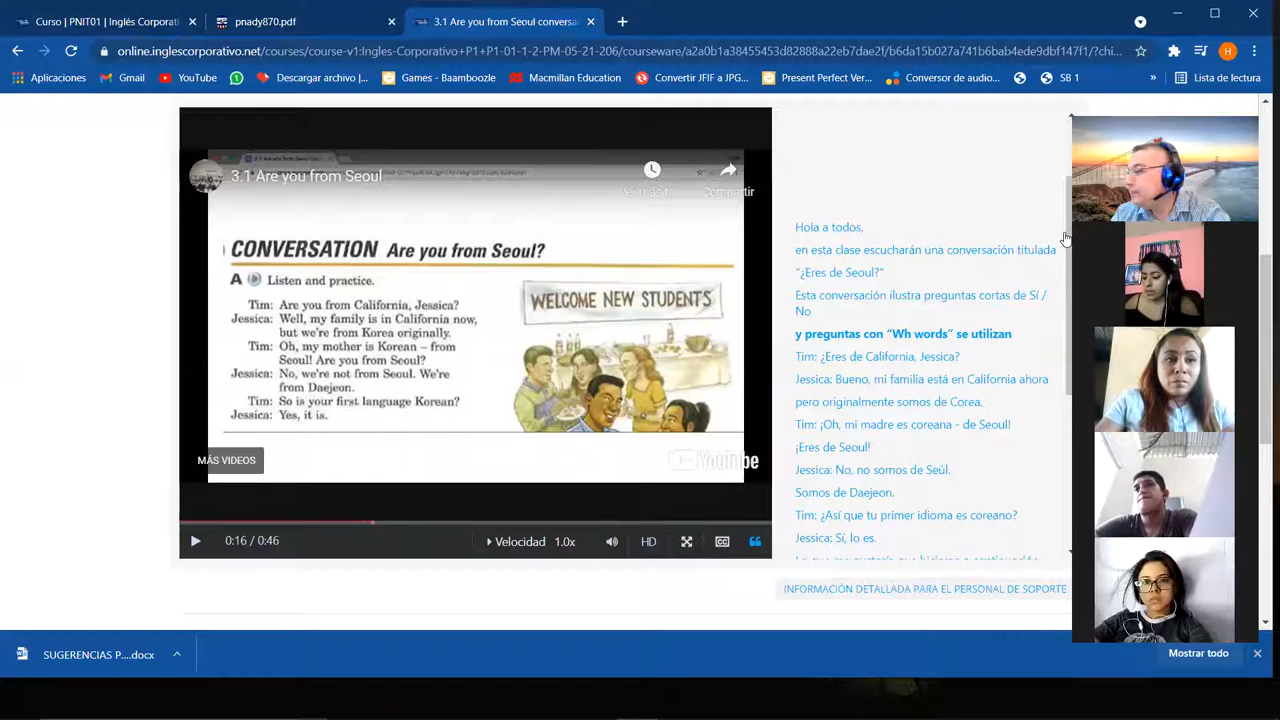 Curso | PNIT01 | Inglés Corporativo
pnady870.pdf
3.1 Are you from Seoul conversa
online.inglescorporativo.net/courses/course-v1:Ingles-Corporativo+P1+P1-01-1-2-PM-05-21-206/courseware/a2a0b1a38455453d82888a22eb7dae2f/b6da15b027a741b6bab4ede9dbf147f1/?chi...
H
Aplicaciones
Gmail
YouTube
1
Descargar archivo |...
Games - Baamboozle
Macmillan Education
Convertir JFIF a JPG...
Present Perfect Ver...
Conversor de audio...
SB 1
»
Lista de lectura
3.1 Are you from Seoul
Compartir
CONVERSATION Are you from Seoul?
A Listen and practice.
Tim: Are you from California, Jessica?
Jessica: Well, my family is in California now,
but we're from Korea originally.
Tim: Oh, my mother is Korean – from
Seoul! Are you from Seoul?
Jessica: No, we're not from Seoul. We're
from Daejeon.
Tim: So is your first language Korean?
Jessica: Yes, it is.
WELCOME NEW STUDENTS
MÁS VIDEOS
YouTube
0:16 / 0:46
Velocidad 1.0x
HD
Hola a todos,
en esta clase escucharán una conversación titulada
"¿Eres de Seoul?"
Esta conversación ilustra preguntas cortas de Sí /
No
y preguntas con “Wh words” se utilizan
Tim: ¿Eres de California, Jessica?
Jessica: Bueno, mi familia está en California ahora
pero originalmente somos de Corea.
Tim: ¡Oh, mi madre es coreana - de Seoul!
¡Eres de Seoul!
Jessica: No, no somos de Seúl.
Somos de Daejeon.
Tim: ¿Así que tu primer idioma es coreano?
Jessica: Sí, lo es.
INFORMACIÓN DETALLADA PARA EL PERSONAL DE SOPORTE
SUGERENCIAS P....docx
Mostrar todo